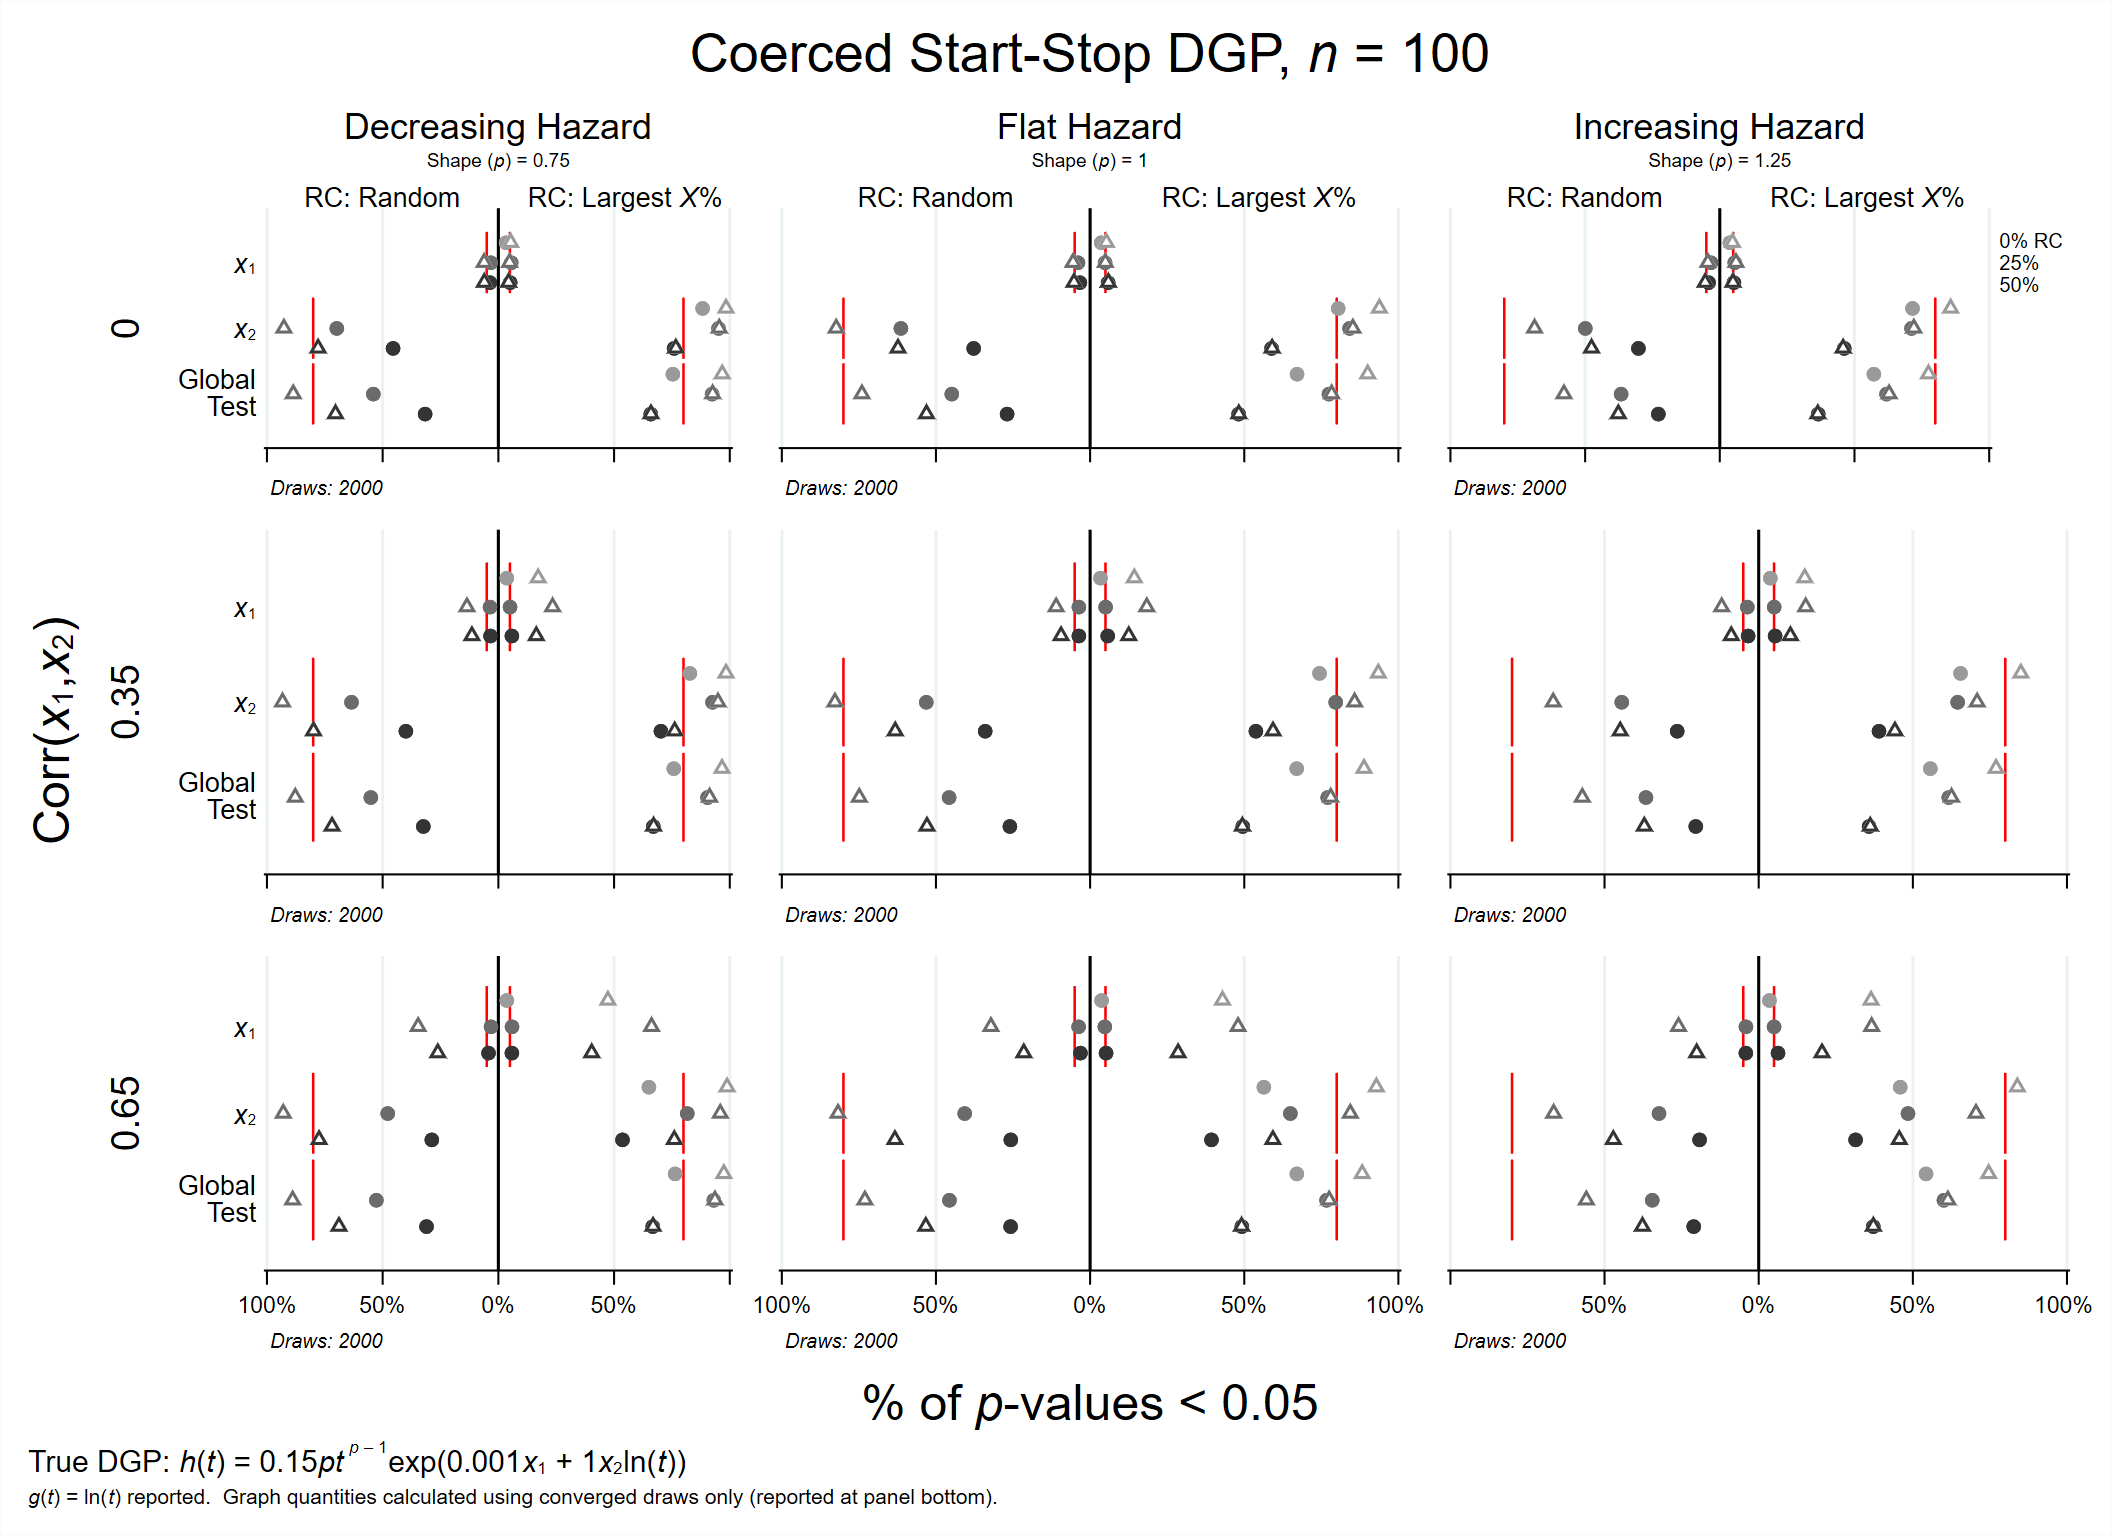 Coerced Start-Stop DGP, n = 100
Decreasing Hazard Flat Hazard Increasing Hazard
Shape (p) = 0.75 Shape (p) = 1 Shape (p) = 1.25
RC: Random RC: Largest X% RC: Random RC: Largest X% RC: Random RC: Largest X%
0% RC
x₁ 25%
50%
0 x₂
Global
Test
Draws: 2000 Draws: 2000 Draws: 2000
x₁
Corr(x₁,x₂) 0.35 x₂
Global
Test
Draws: 2000 Draws: 2000 Draws: 2000
x₁
0.65 x₂
Global
Test
100% 50% 0% 50% 100% 50% 0% 50% 100% 50% 0% 50% 100%
Draws: 2000 Draws: 2000 Draws: 2000
% of p-values < 0.05
True DGP: h(t) = 0.15pt^(p − 1) exp(0.001x₁ + 1x₂ln(t))
g(t) = ln(t) reported. Graph quantities calculated using converged draws only (reported at panel bottom).